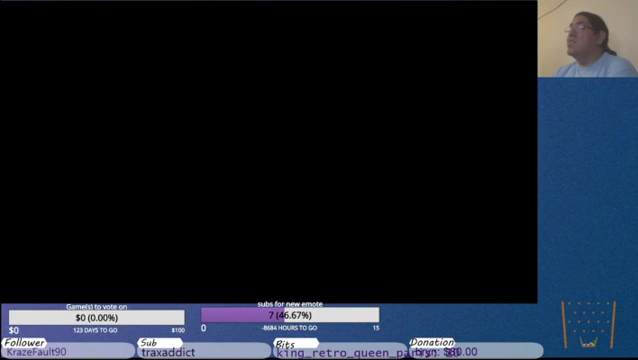 Game(s) to vote on
$0 (0.00%)
$0
123 DAYS TO GO
$100
subs for new emote
7 (46.67%)
0
-8684 HOURS TO GO
15
Follower
KrazeFault90
Sub
traxaddict
Bits
Donation